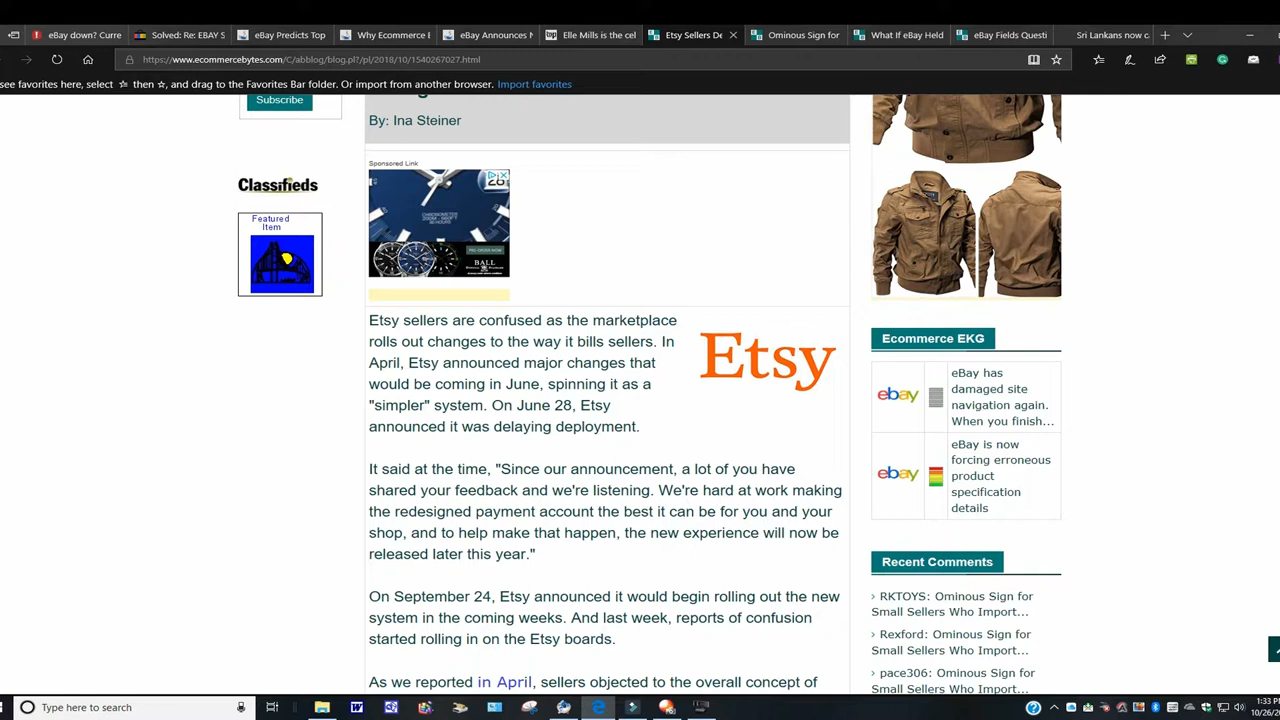 eBay down? Curre
Solved: Re: EBAY S
eBay Predicts Top
Why Ecommerce E
eBay Announces N
Elle Mills is the cel
Etsy Sellers De
Ominous Sign for
What If eBay Held
eBay Fields Questi
Sri Lankans now c
https://www.ecommercebytes.com/C/abblog/blog.pl?/pl/2018/10/1540267027.html
see favorites here, select ☆ then ☆, and drag to the Favorites Bar folder. Or import from another browser. Import favorites
Subscribe
Classifieds
Featured
Item
By: Ina Steiner
Sponsored Link
26
CHRONOMETER
PRE-ORDER NOW
BALL
Etsy sellers are confused as the marketplace
rolls out changes to the way it bills sellers. In
April, Etsy announced major changes that
would be coming in June, spinning it as a
"simpler" system. On June 28, Etsy
announced it was delaying deployment.
Etsy
It said at the time, "Since our announcement, a lot of you have
shared your feedback and we're listening. We're hard at work making
the redesigned payment account the best it can be for you and your
shop, and to help make that happen, the new experience will now be
released later this year."
On September 24, Etsy announced it would begin rolling out the new
system in the coming weeks. And last week, reports of confusion
started rolling in on the Etsy boards.
As we reported in April, sellers objected to the overall concept of
Ecommerce EKG
ebay
eBay has
damaged site
navigation again.
When you finish...
ebay
eBay is now
forcing erroneous
product
specification
details
Recent Comments
› RKTOYS: Ominous Sign for
Small Sellers Who Import...
› Rexford: Ominous Sign for
Small Sellers Who Import...
› pace306: Ominous Sign for
Small Sellers Who Import...
Type here to search
1:33 P
10/26/20